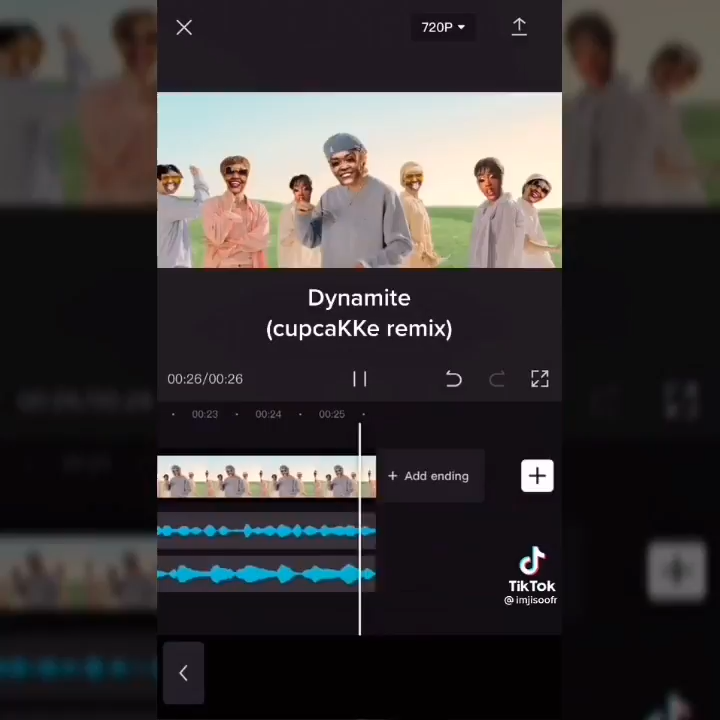 720P
Dynamite
(cupcaKKe remix)
00:26/00:26
00:23
00:24
00:25
+ Add ending
TikTok
@imjisoofr